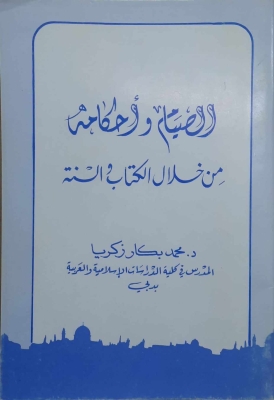 الصيام وأحكامه
من خلال الكتاب والسنة
د. محمد بكار زكريا
المدرس في كلية الدراسات الإسلامية والعربية
بدبي